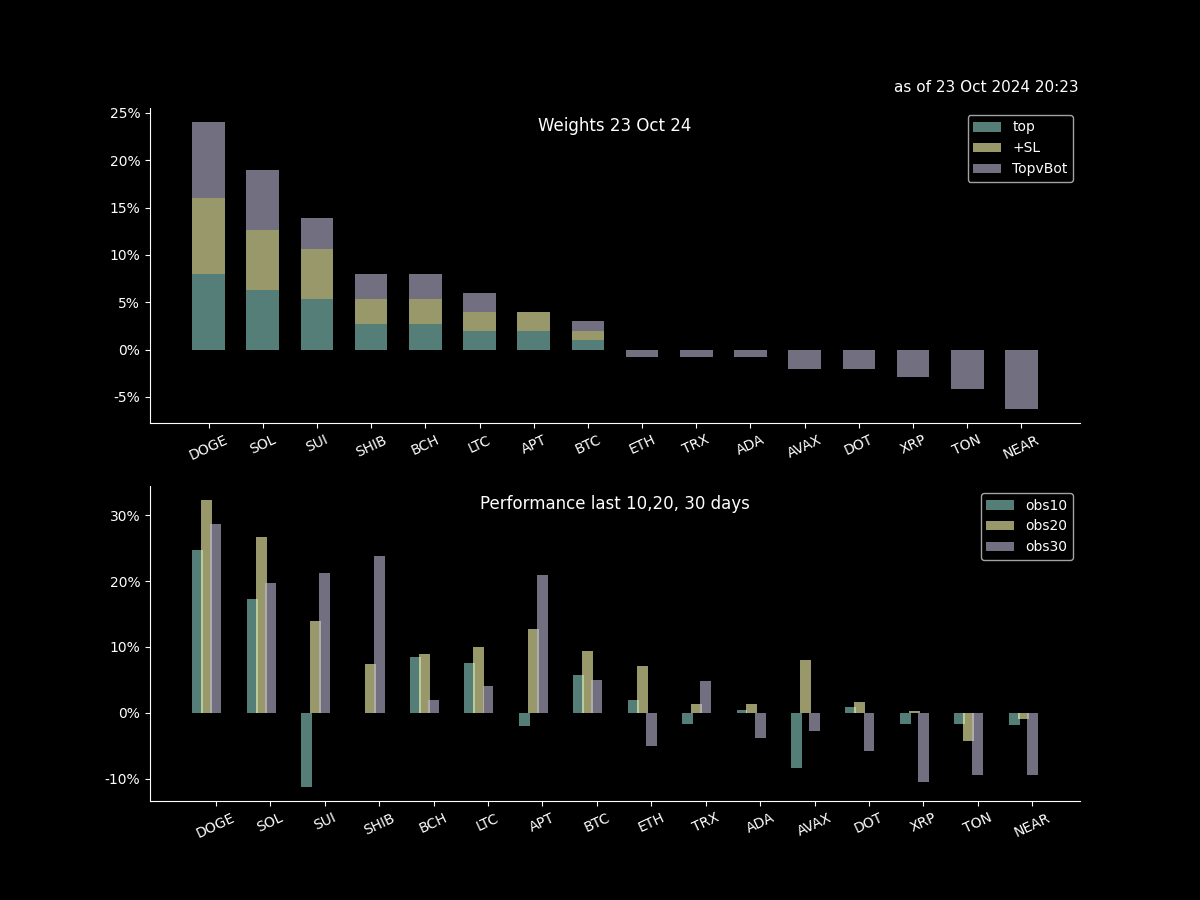 as of 23 Oct 2024 20:23
Weights 23 Oct 24
top
+SL
TopvBot
25%
20%
15%
10%
5%
0%
-5%
DOGE SOL SUI SHIB BCH LTC APT BTC ETH TRX ADA AVAX DOT XRP TON NEAR
Performance last 10,20, 30 days
obs10
obs20
obs30
30%
20%
10%
0%
-10%
DOGE SOL SUI SHIB BCH LTC APT BTC ETH TRX ADA AVAX DOT XRP TON NEAR